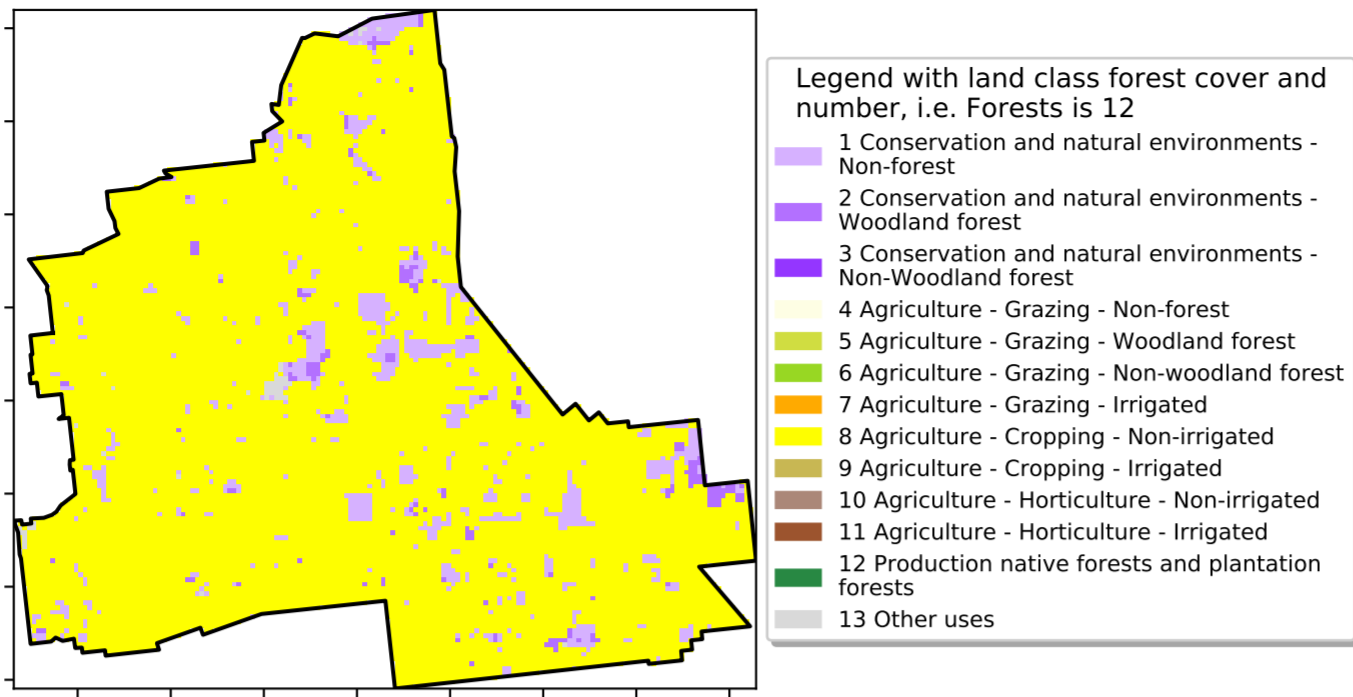 Legend with land class forest cover and
number, i.e. Forests is 12
1 Conservation and natural environments -
Non-forest
2 Conservation and natural environments -
Woodland forest
3 Conservation and natural environments -
Non-Woodland forest
4 Agriculture - Grazing - Non-forest
5 Agriculture - Grazing - Woodland forest
6 Agriculture - Grazing - Non-woodland forest
7 Agriculture - Grazing - Irrigated
8 Agriculture - Cropping - Non-irrigated
9 Agriculture - Cropping - Irrigated
10 Agriculture - Horticulture - Non-irrigated
11 Agriculture - Horticulture - Irrigated
12 Production native forests and plantation
forests
13 Other uses